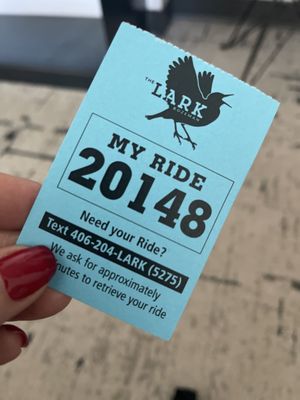 THE
LARK
MY RIDE
20148
Need your Ride?
Text 406-204-LARK (5275)
We ask for approximately
minutes to retrieve your ride